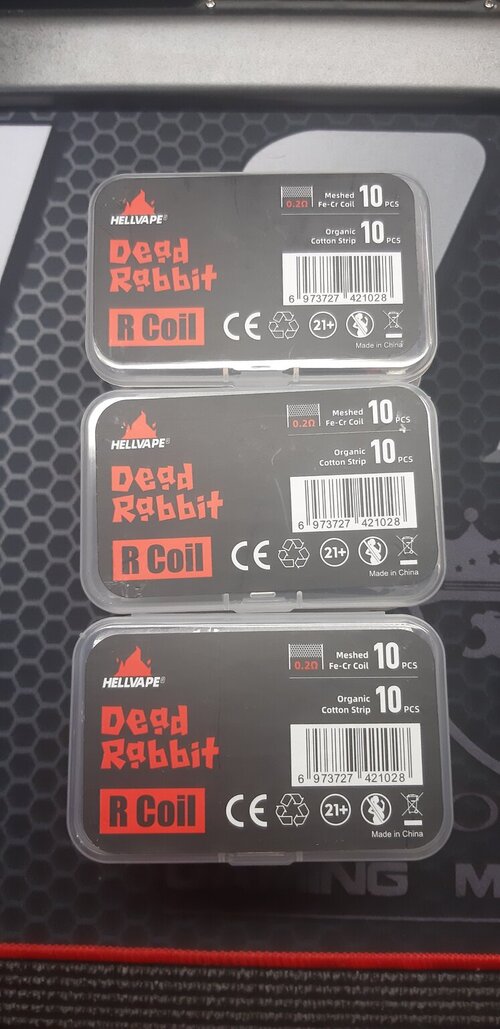 HELLVAPE®
Dead
Rabbit
R Coil
0.2Ω
Meshed
Fe-Cr Coil
10 PCS
Organic
Cotton Strip
10 PCS
6 973727 421028
CE
21+
Made in China
HELLVAPE®
Dead
Rabbit
R Coil
0.2Ω
Meshed
Fe-Cr Coil
10 PCS
Organic
Cotton Strip
10 PCS
6 973727 421028
CE
21+
Made in China
HELLVAPE®
Dead
Rabbit
R Coil
0.2Ω
Meshed
Fe-Cr Coil
10 PCS
Organic
Cotton Strip
10 PCS
6 973727 421028
CE
21+
Made in China